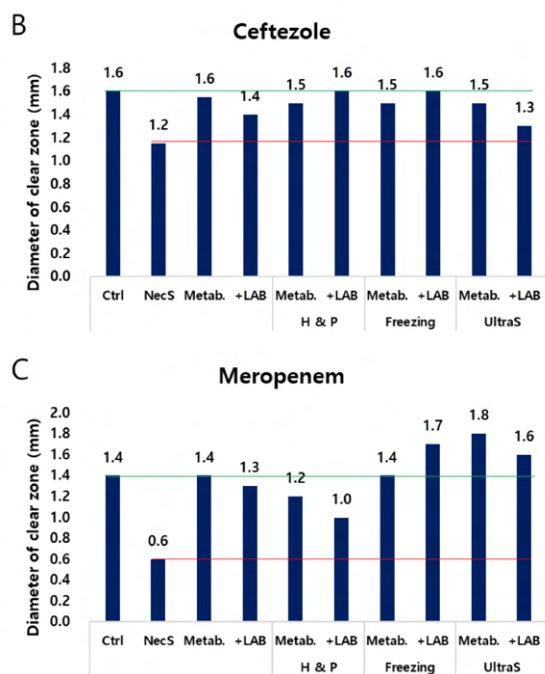 B
Ceftezole
Diameter of clear zone (mm)
1.8
1.6
1.4
1.2
1.0
0.8
0.6
0.4
0.2
0.0
1.6 1.2 1.6 1.4 1.5 1.6 1.5 1.6 1.5 1.3
Ctrl NecS Metab. +LAB Metab. +LAB Metab. +LAB Metab. +LAB
H & P Freezing UltraS
C
Meropenem
Diameter of clear zone (mm)
2.0
1.8
1.6
1.4
1.2
1.0
0.8
0.6
0.4
0.2
0.0
1.4 0.6 1.4 1.3 1.2 1.0 1.4 1.7 1.8 1.6
Ctrl NecS Metab. +LAB Metab. +LAB Metab. +LAB Metab. +LAB
H & P Freezing UltraS